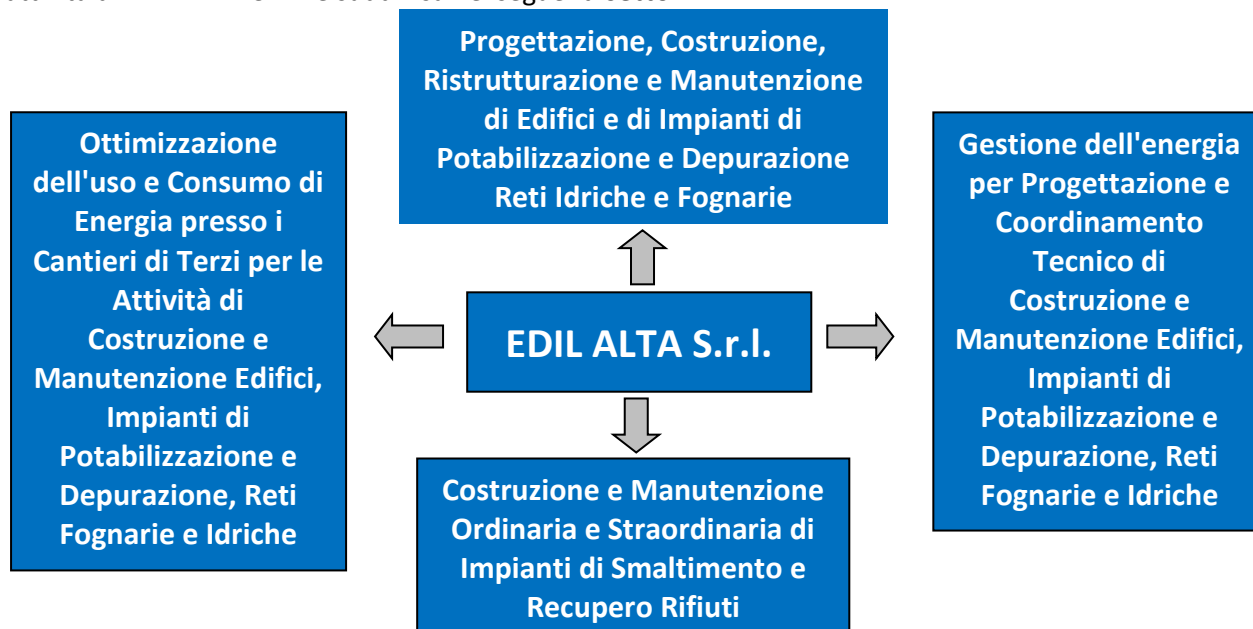 Progettazione, Costruzione,
Ristrutturazione e Manutenzione
di Edifici e di Impianti di
Potabilizzazione e Depurazione
Reti Idriche e Fognarie
Ottimizzazione
dell'uso e Consumo di
Energia presso i
Cantieri di Terzi per le
Attività di
Costruzione e
Manutenzione Edifici,
Impianti di
Potabilizzazione e
Depurazione, Reti
Fognarie e Idriche
EDIL ALTA S.r.l.
Gestione dell'energia
per Progettazione e
Coordinamento
Tecnico di
Costruzione e
Manutenzione Edifici,
Impianti di
Potabilizzazione e
Depurazione, Reti
Fognarie e Idriche
Costruzione e Manutenzione
Ordinaria e Straordinaria di
Impianti di Smaltimento e
Recupero Rifiuti